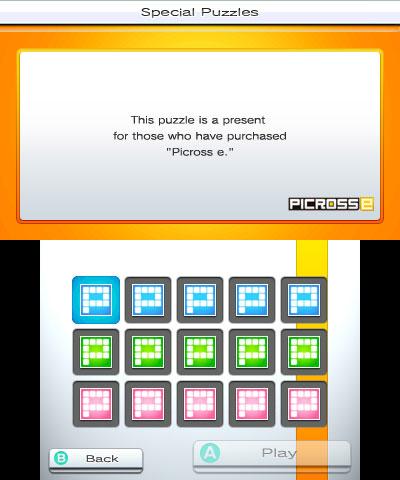 Special Puzzles
This puzzle is a present
for those who have purchased
"Picross e."
PICROSS e
B Back
A Play